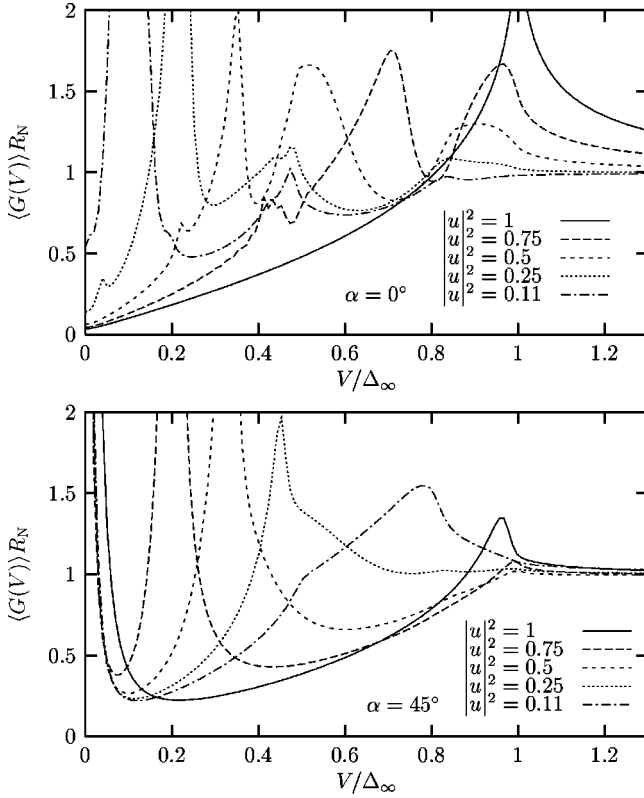 2
1.5
1
0.5
0
⟨G(V)⟩R_N
|u|² = 1
|u|² = 0.75
|u|² = 0.5
|u|² = 0.25
|u|² = 0.11
α = 0°
0 0.2 0.4 0.6 0.8 1 1.2
V/Δ_∞
2
1.5
1
0.5
0
⟨G(V)⟩R_N
|u|² = 1
|u|² = 0.75
|u|² = 0.5
|u|² = 0.25
|u|² = 0.11
α = 45°
0 0.2 0.4 0.6 0.8 1 1.2
V/Δ_∞